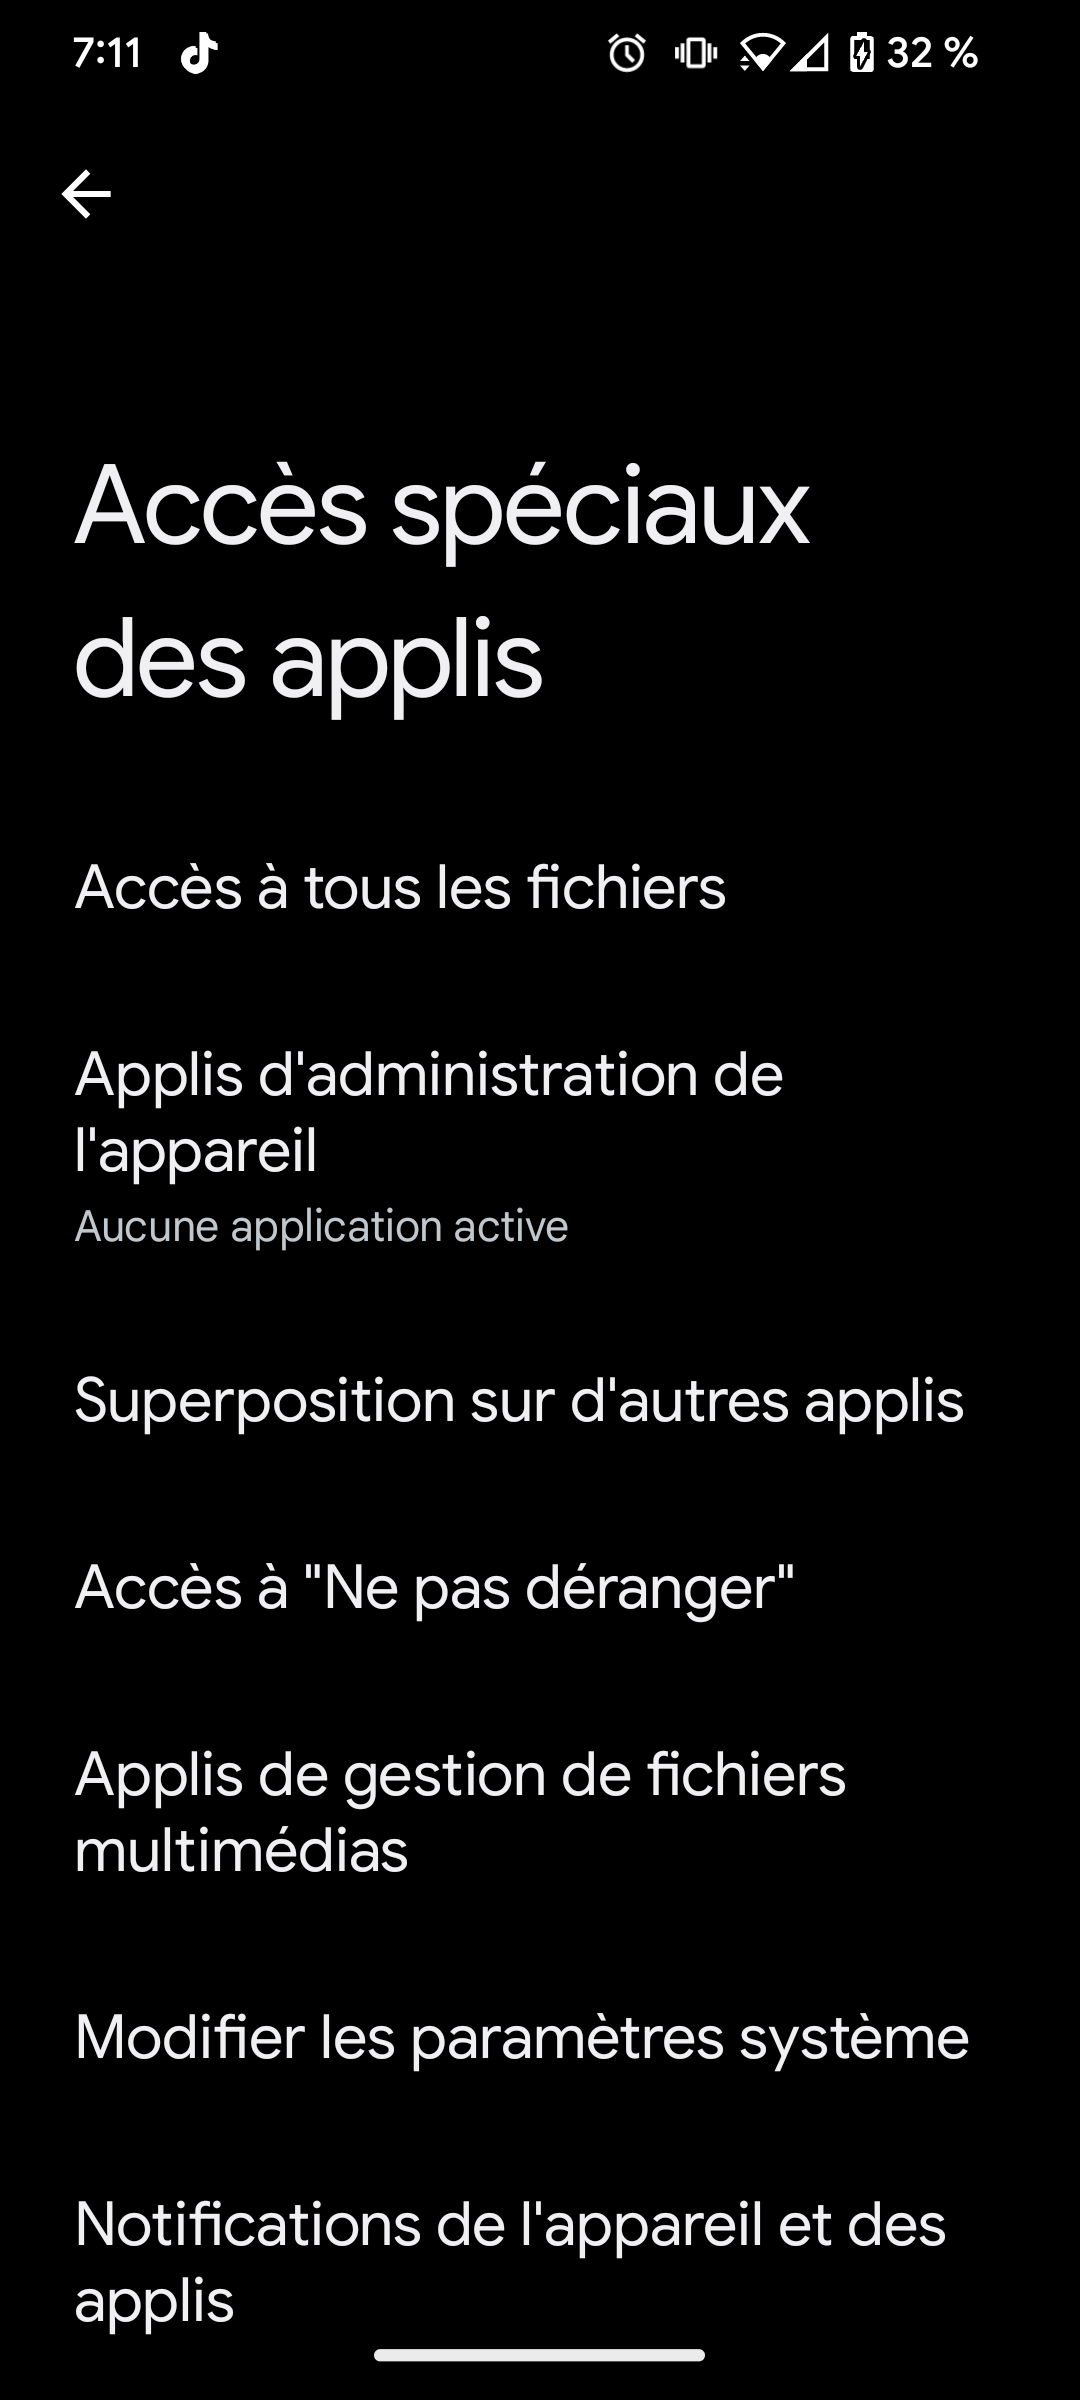 7:11
32 %
Accès spéciaux
des applis
Accès à tous les fichiers
Applis d'administration de
l'appareil
Aucune application active
Superposition sur d'autres applis
Accès à "Ne pas déranger"
Applis de gestion de fichiers
multimédias
Modifier les paramètres système
Notifications de l'appareil et des
applis